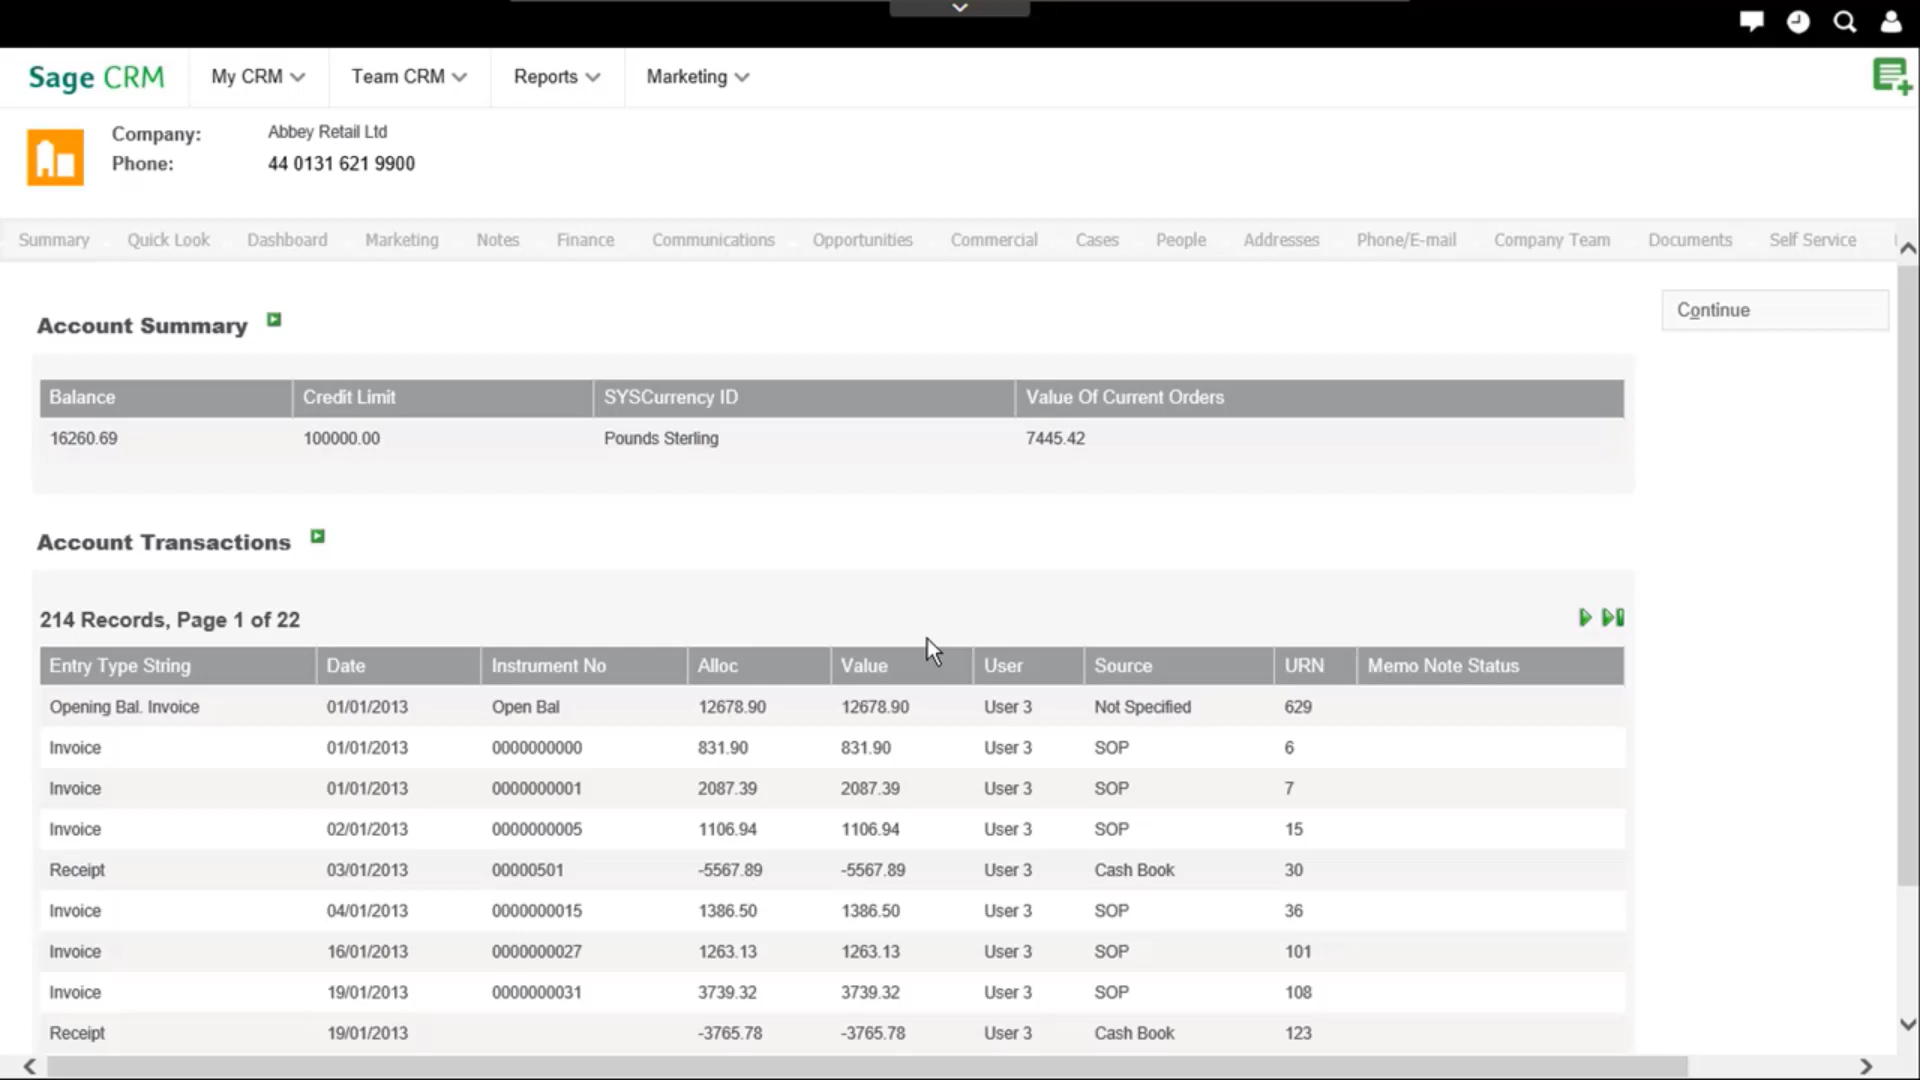 Sage CRM My CRM Team CRM Reports Marketing
Company: Abbey Retail Ltd
Phone: 44 0131 621 9900
Summary Quick Look Dashboard Marketing Notes Finance Communications Opportunities Commercial Cases People Addresses Phone/E-mail Company Team Documents Self Service
Continue
Account Summary
Balance Credit Limit SYSCurrency ID Value Of Current Orders
16260.69 100000.00 Pounds Sterling 7445.42
Account Transactions
214 Records, Page 1 of 22
Entry Type String Date Instrument No Alloc Value User Source URN Memo Note Status
Opening Bal. Invoice 01/01/2013 Open Bal 12678.90 12678.90 User 3 Not Specified 629
Invoice 01/01/2013 0000000000 831.90 831.90 User 3 SOP 6
Invoice 01/01/2013 0000000001 2087.39 2087.39 User 3 SOP 7
Invoice 02/01/2013 0000000005 1106.94 1106.94 User 3 SOP 15
Receipt 03/01/2013 00000501 -5567.89 -5567.89 User 3 Cash Book 30
Invoice 04/01/2013 0000000015 1386.50 1386.50 User 3 SOP 36
Invoice 16/01/2013 0000000027 1263.13 1263.13 User 3 SOP 101
Invoice 19/01/2013 0000000031 3739.32 3739.32 User 3 SOP 108
Receipt 19/01/2013 -3765.78 -3765.78 User 3 Cash Book 123